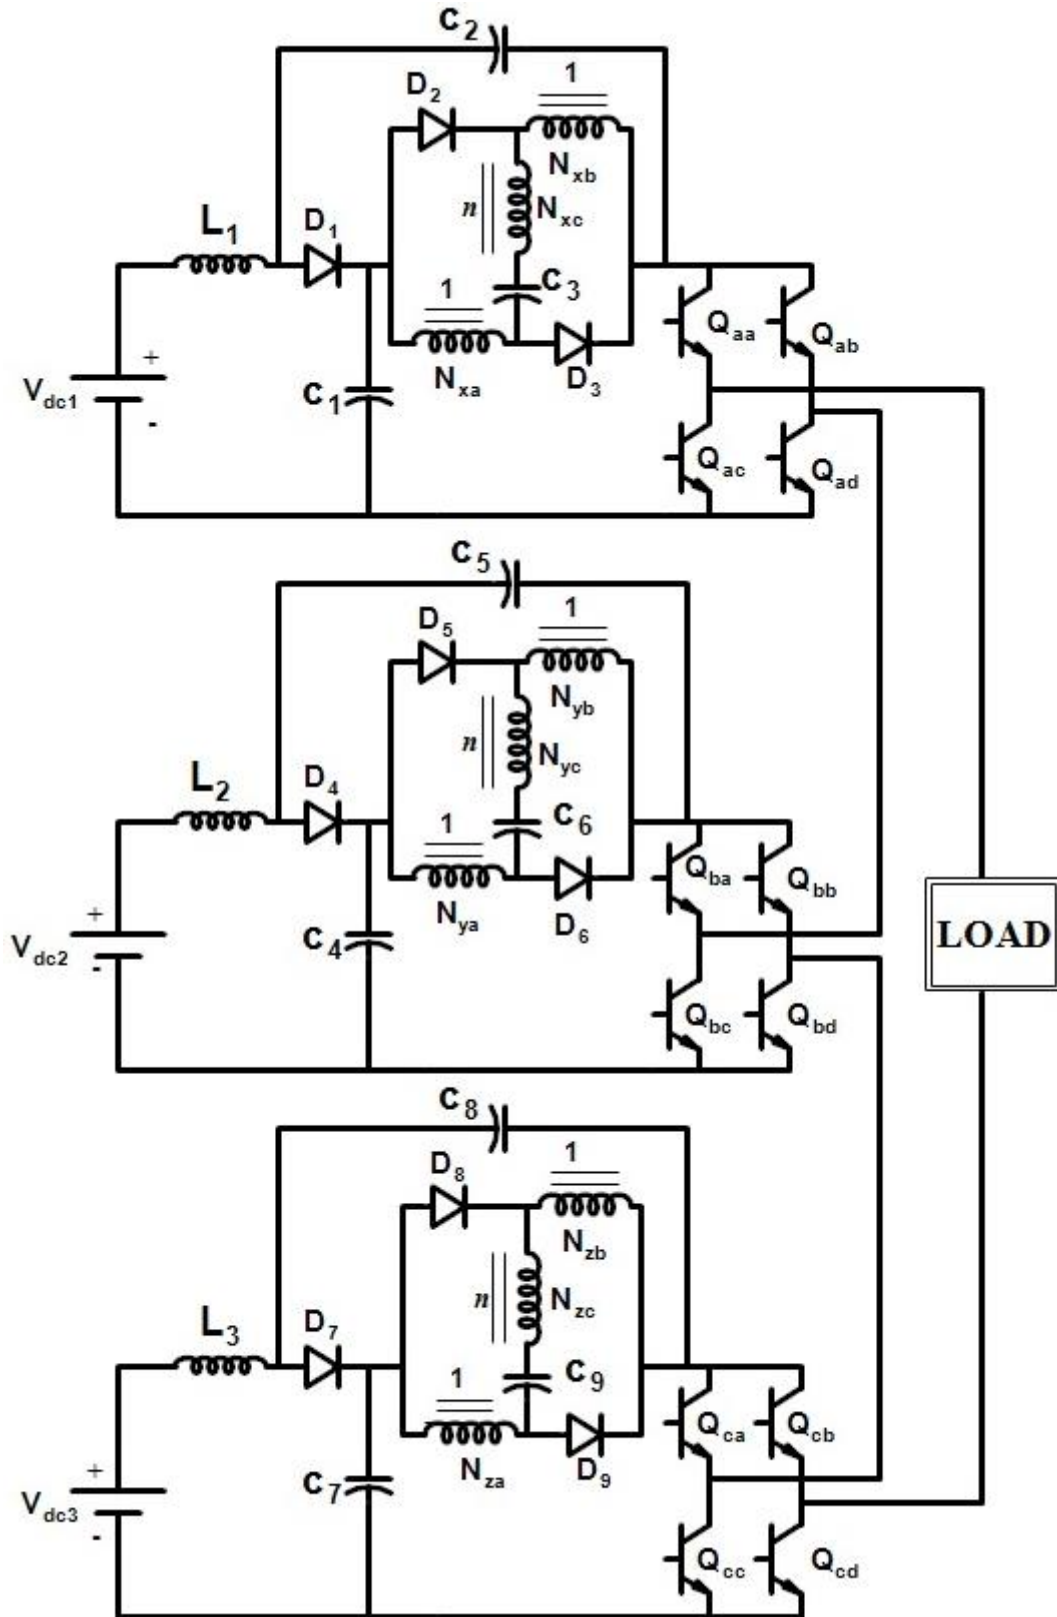 C2
1
D2
Nxb
n
Nxc
L1
D1
1
C3
Qaa
Qab
+
Vdc1
-
Nxa
D3
C1
Qac
Qad
C5
1
D5
Nyb
n
Nyc
L2
D4
1
C6
Qba
Qbb
+
Vdc2
-
Nya
D6
C4
LOAD
Qbc
Qbd
C8
1
D8
Nzb
n
Nzc
L3
D7
1
C9
Qca
Qcb
+
Vdc3
-
Nza
D9
C7
Qcc
Qcd